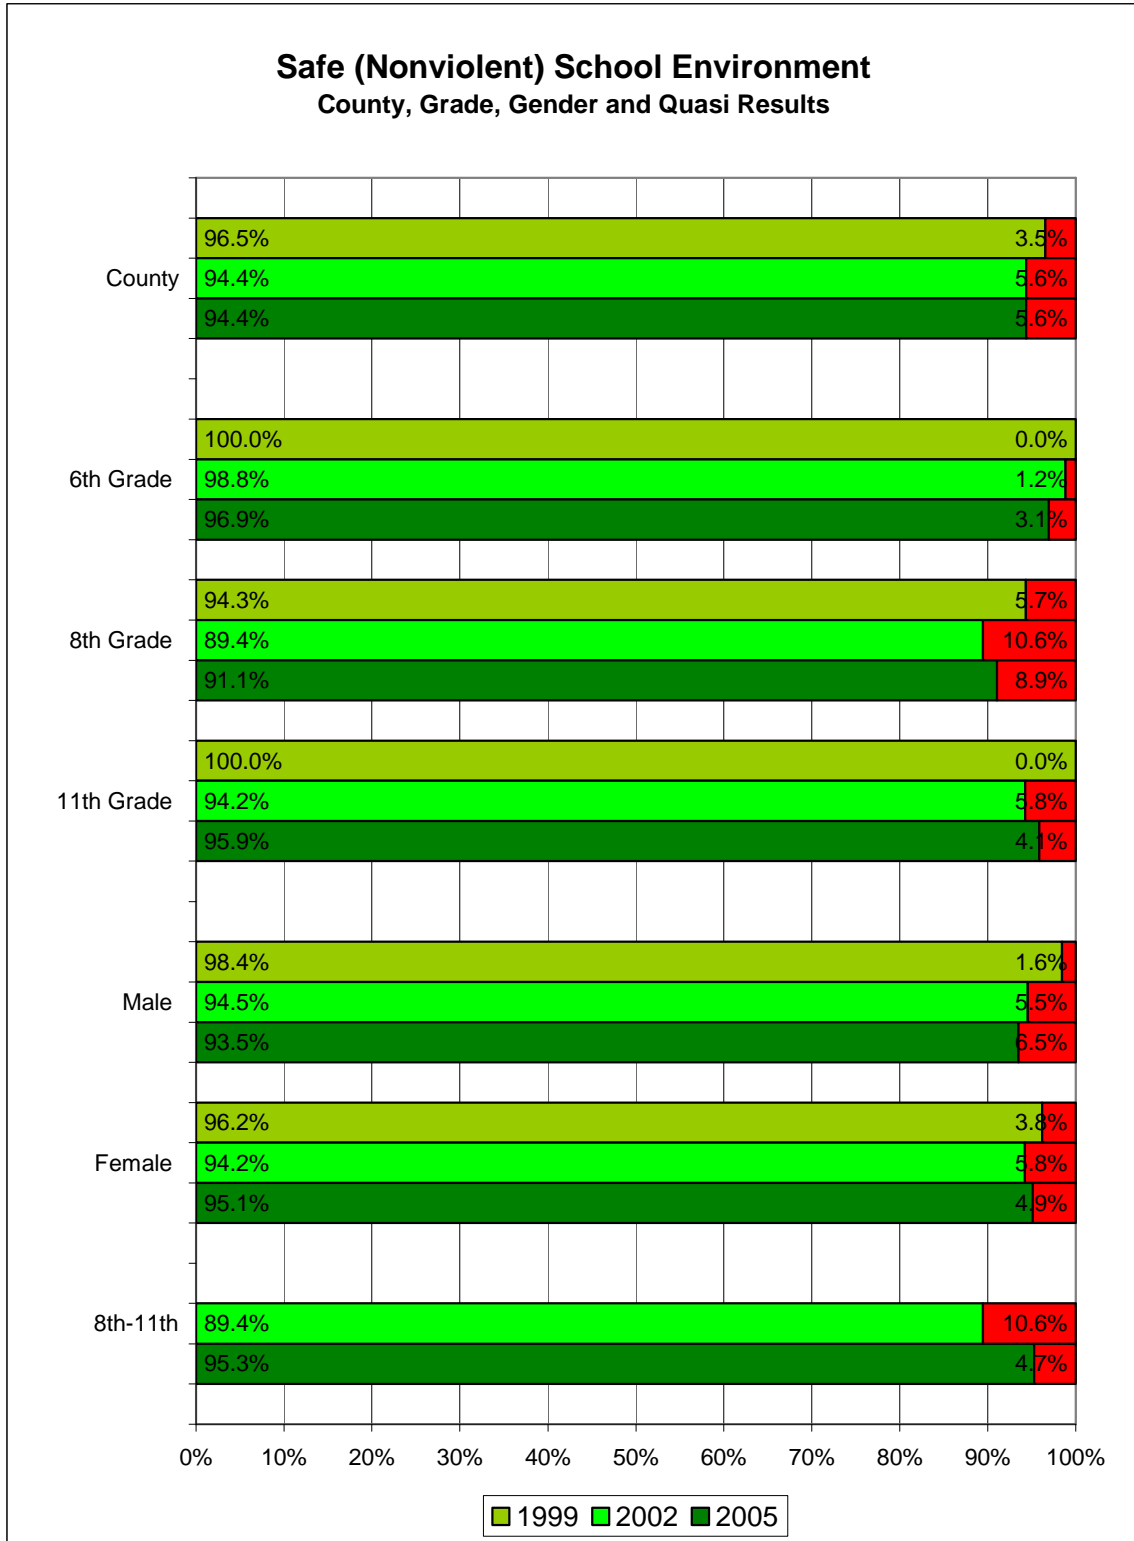 Safe (Nonviolent) School Environment
County, Grade, Gender and Quasi Results
96.5% 3.5%
County 94.4% 5.6%
94.4% 5.6%
100.0% 0.0%
6th Grade 98.8% 1.2%
96.9% 3.1%
94.3% 5.7%
8th Grade 89.4% 10.6%
91.1% 8.9%
100.0% 0.0%
11th Grade 94.2% 5.8%
95.9% 4.1%
98.4% 1.6%
Male 94.5% 5.5%
93.5% 6.5%
96.2% 3.8%
Female 94.2% 5.8%
95.1% 4.9%
8th-11th 89.4% 10.6%
95.3% 4.7%
0% 10% 20% 30% 40% 50% 60% 70% 80% 90% 100%
1999 2002 2005